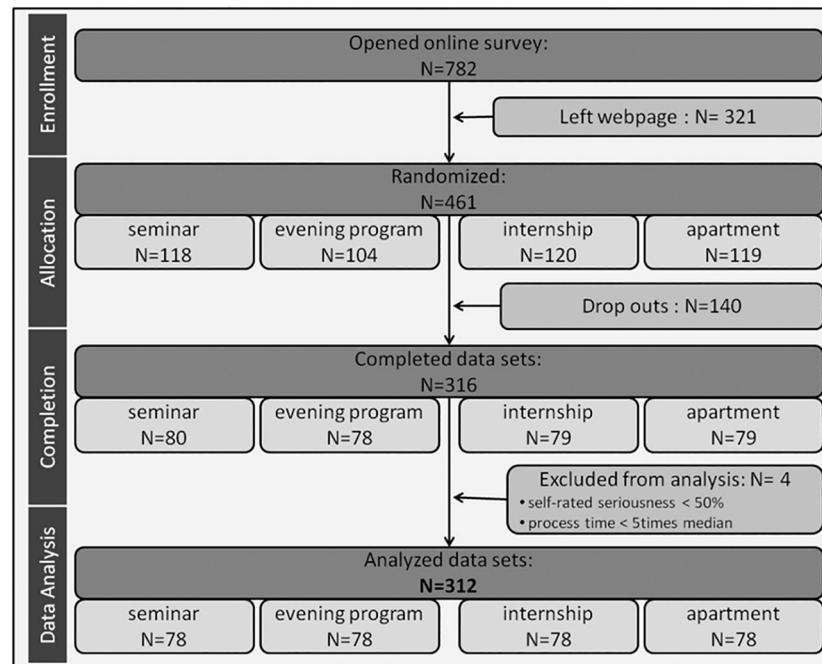 Enrollment
Opened online survey:
N=782
Left webpage : N= 321
Allocation
Randomized:
N=461
seminar
N=118
evening program
N=104
internship
N=120
apartment
N=119
Drop outs : N=140
Completion
Completed data sets:
N=316
seminar
N=80
evening program
N=78
internship
N=79
apartment
N=79
Excluded from analysis: N= 4
• self-rated seriousness < 50%
• process time < 5times median
Data Analysis
Analyzed data sets:
N=312
seminar
N=78
evening program
N=78
internship
N=78
apartment
N=78